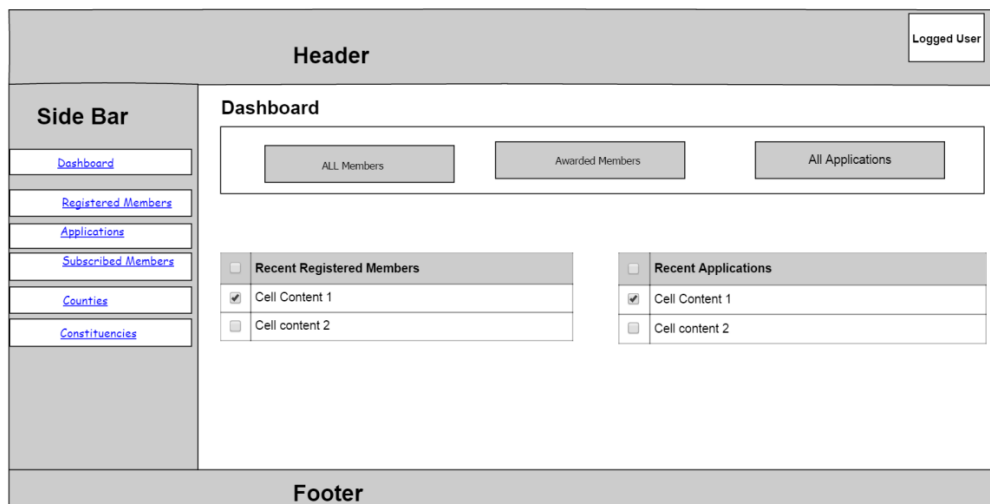 Header
Logged User
Side Bar
Dashboard
Registered Members
Applications
Subscribed Members
Counties
Constituencies
Dashboard
ALL Members
Awarded Members
All Applications
Recent Registered Members
Cell Content 1
Cell content 2
Recent Applications
Cell Content 1
Cell content 2
Footer